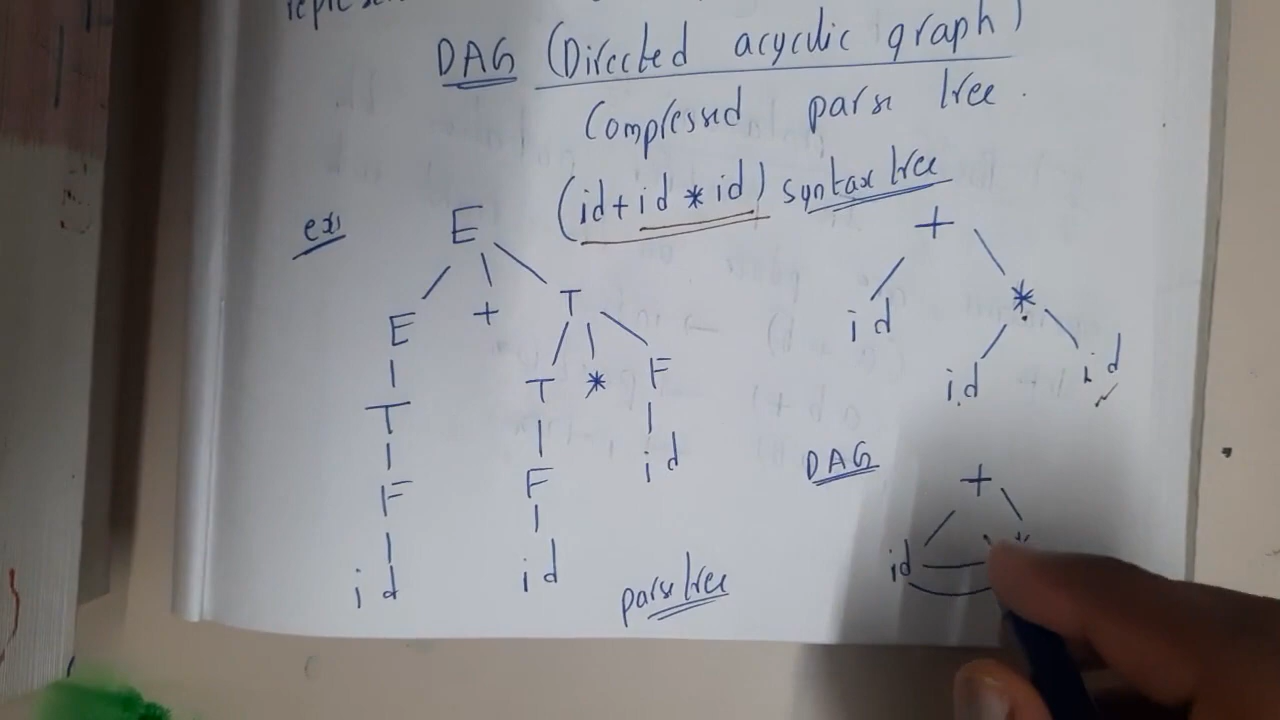 DAG (Directed acyclic graph)
Compressed parse tree.
(id+id * id) syntax tree
ex:
E
E + T
T T * F
F F id
id id
parse tree
+
id *
id id
DAG
+
id *